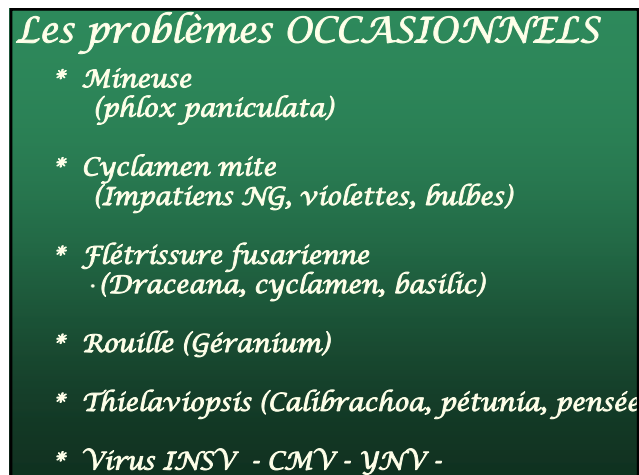 Les problèmes OCCASIONNELS
* Mineuse
(phlox paniculata)
* Cyclamen mite
(Impatiens NG, violettes, bulbes)
* Flétrissure fusarienne
·(Draceana, cyclamen, basilic)
* Rouille (Géranium)
* Thielaviopsis (Calibrachoa, pétunia, pensée
* Virus INSV - CMV - YNV -